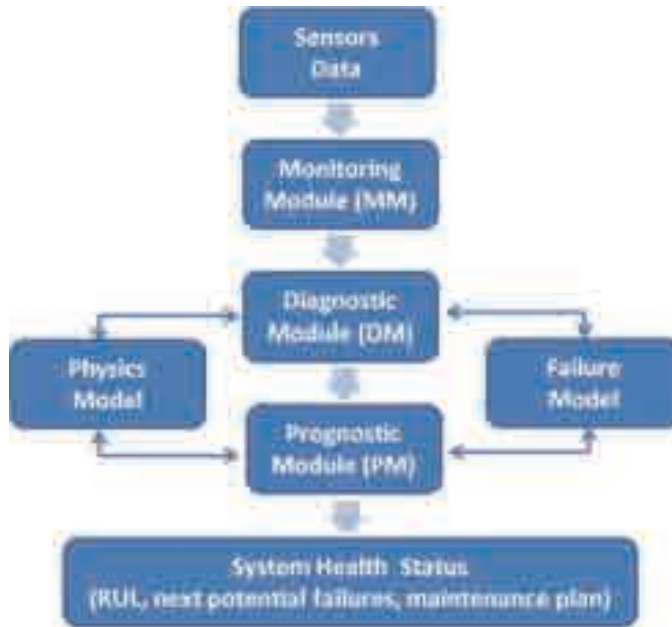 Sensors
Data
Monitoring
Module (MM)
Diagnostic
Module (DM)
Physics
Model
Failure
Model
Prognostic
Module (PM)
System Health Status
(RUL, next potential failures, maintenance plan)